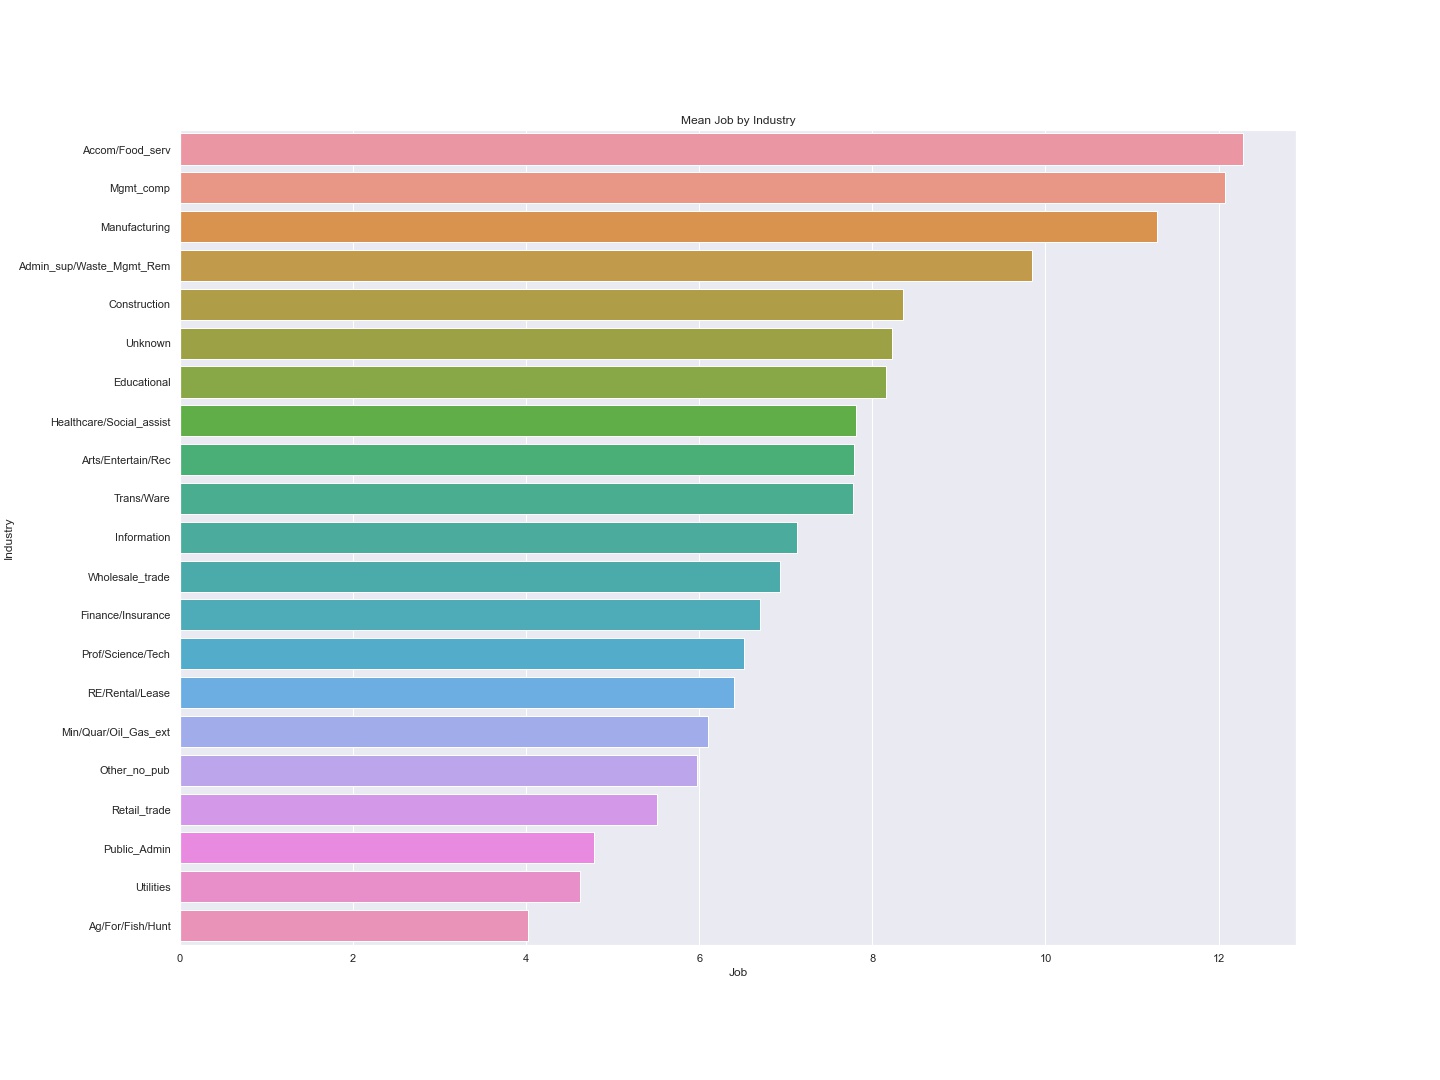 Mean Job by Industry
Industry
Accom/Food_serv
Mgmt_comp
Manufacturing
Admin_sup/Waste_Mgmt_Rem
Construction
Unknown
Educational
Healthcare/Social_assist
Arts/Entertain/Rec
Trans/Ware
Information
Wholesale_trade
Finance/Insurance
Prof/Science/Tech
RE/Rental/Lease
Min/Quar/Oil_Gas_ext
Other_no_pub
Retail_trade
Public_Admin
Utilities
Ag/For/Fish/Hunt
0 2 4 6 8 10 12
Job